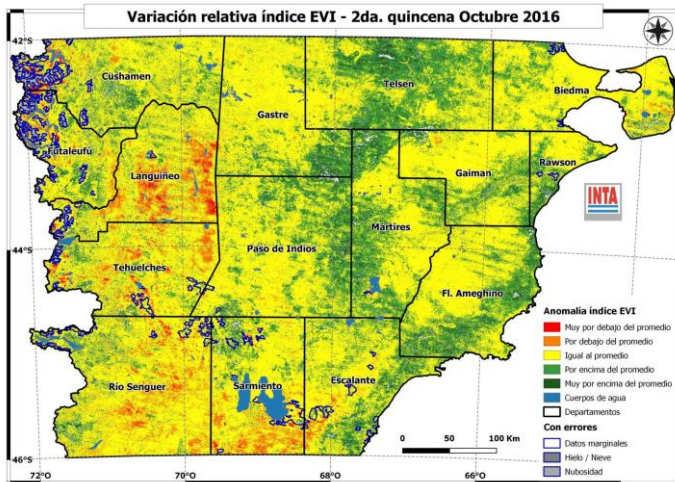 Variación relativa índice EVI - 2da. quincena Octubre 2016
42°S
Cushamen
Telsen
Biedma
Gastre
Futaleufú
Languiñeo
Gaiman
Rawson
INTA
Mártires
44°S
Paso de Indios
Tehuelches
Fl. Ameghino
Anomalía índice EVI
Muy por debajo del promedio
Por debajo del promedio
Igual al promedio
Por encima del promedio
Muy por encima del promedio
Cuerpos de agua
Departamentos
Con errores
Datos marginales
Hielo / Nieve
Nubosidad
Río Senguer
Sarmiento
Escalante
0 50 100 Km
46°S
72°O 70°O 68°O 66°O